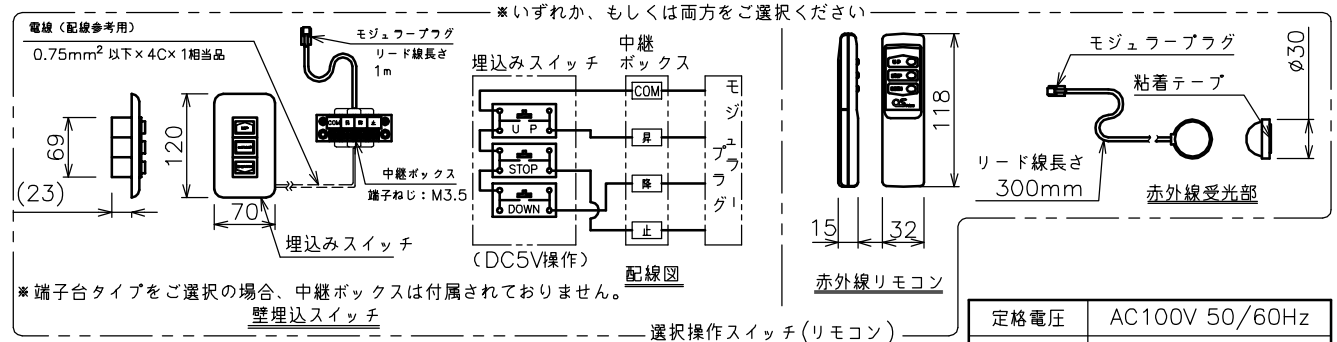 ※いずれか、もしくは両方をご選択ください
電線（配線参考用）
0.75mm² 以下×4C×1相当品
モジュラープラグ
リード線長さ
1m
69
(23)
120
70
埋込みスイッチ
COM 昇 降 止
中継ボックス
端子ねじ：M3.5
※端子台タイプをご選択の場合、中継ボックスは付属されておりません。
壁埋込スイッチ
埋込みスイッチ
中継
ボックス
モジュラープラグ
COM
UP
昇
STOP
降
DOWN
止
(DC5V操作)
配線図
118
15
32
赤外線リモコン
モジュラープラグ
粘着テープ
ø30
リード線長さ
300mm
赤外線受光部
選択操作スイッチ(リモコン)
定格電圧 AC100V 50/60Hz